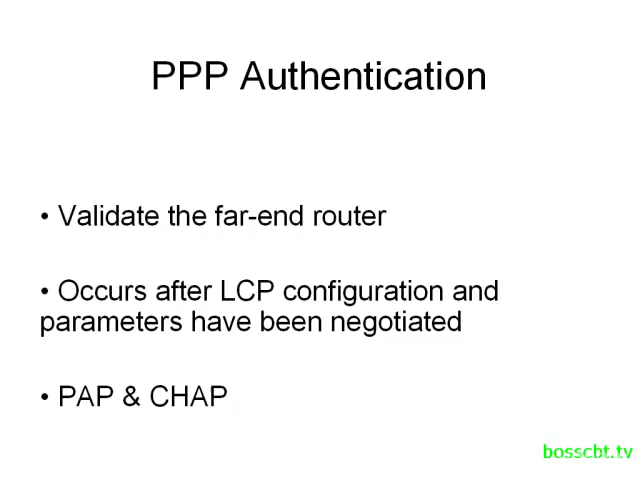 PPP Authentication
• Validate the far-end router
• Occurs after LCP configuration and
parameters have been negotiated
• PAP & CHAP
bosscbt.tv